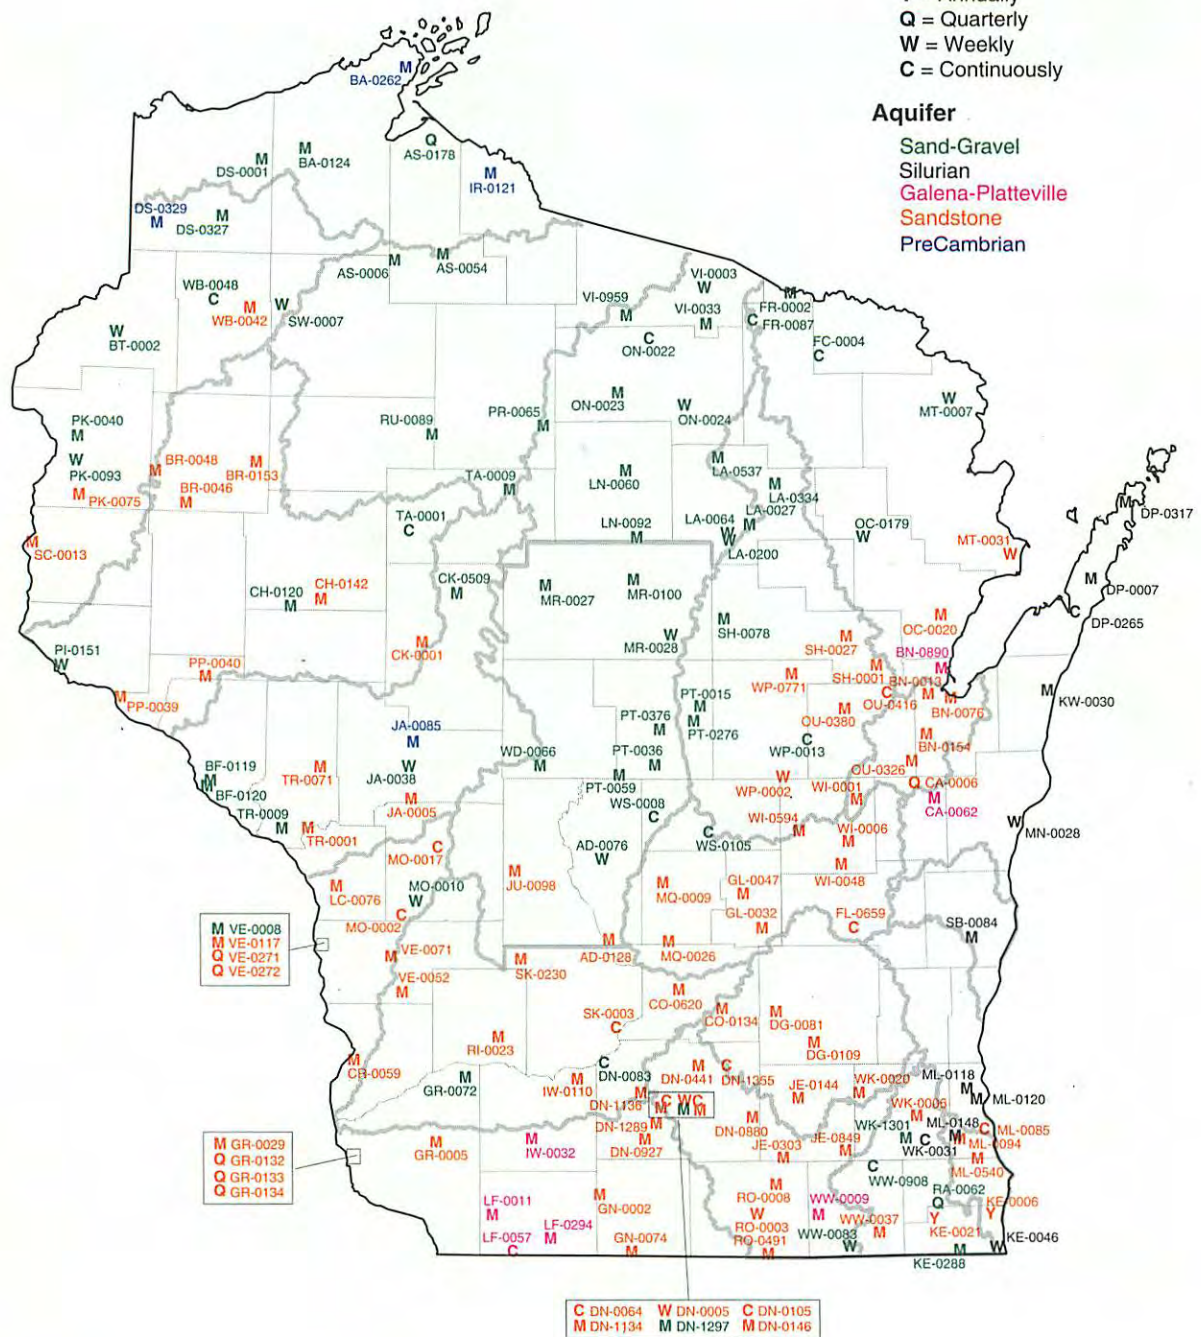 Q = Quarterly
W = Weekly
C = Continuously
Aquifer
Sand-Gravel
Silurian
Galena-Platteville
Sandstone
PreCambrian
M
BA-0262
Q
AS-0178
M
BA-0124
M
DS-0001
M
IR-0121
DS-0329
M
M
DS-0327
M
AS-0006
M
AS-0054
WB-0048
C
M
WB-0042
W
SW-0007
W
BT-0002
VI-0003
W
VI-0959
M
VI-0033
M
M
FR-0002
C
FR-0087
FC-0004
C
C
ON-0022
M
ON-0023
W
ON-0024
W
MT-0007
PK-0040
M
W
PK-0093
M
PK-0075
BR-0048
M
M
BR-0153
BR-0046
M
RU-0089
M
PR-0065
M
TA-0009
M
M
LN-0060
M
LA-0537
M
LA-0334
LA-0027
M
LN-0092
M
LA-0064
W
W
LA-0200
TA-0001
C
OC-0179
W
MT-0031
W
M
DP-0317
M
SC-0013
CK-0509
M
CH-0120
M
CH-0142
M
M
MR-0027
M
MR-0100
W
MR-0028
M
SH-0078
M
DP-0007
C
DP-0265
M
OC-0020
PI-0151
W
PP-0040
M
M
PP-0039
M
CK-0001
M
SH-0027
M
SH-0001
BN-0890
M
BN-0013
M
M
BN-0076
M
WP-0771
C
OU-0416
M
OU-0380
M
KW-0030
PT-0015
M
M
PT-0276
PT-0376
M
PT-0036
M
M
PT-0059
WD-0066
M
WP-0013
C
M
BN-0154
OU-0326
M
JA-0085
M
W
JA-0038
M
JA-0005
BF-0119
M
M
BF-0120
M
TR-0071
TR-0009
M
M
TR-0001
W
WP-0002
WI-0001
M
Q
CA-0006
M
CA-0062
WS-0008
C
C
WS-0105
WI-0594
M
WI-0006
M
M
WI-0048
M
MN-0028
C
MO-0017
AD-0076
W
M
JU-0098
M
LC-0076
MO-0010
W
C
MO-0002
M
MQ-0009
GL-0047
M
GL-0032
M
FL-0659
C
SB-0084
M
M VE-0008
M VE-0117
Q VE-0271
Q VE-0272
M
VE-0071
VE-0052
M
M
SK-0230
M
AD-0128
M
MQ-0026
M
CO-0620
M
CO-0134
SK-0003
C
M
DG-0081
M
DG-0109
M
RI-0023
M
CR-0059
M
GR-0072
M
IW-0110
C
DN-0083
M
DN-0441
C
DN-1355
M
DN-1136
C WC
M M M
DN-1289
M
M
DN-0927
M
DN-0880
JE-0144
M
WK-0020
M
ML-0118
M
M
ML-0120
WK-0006
M
WK-1301
M
ML-0148
M
C
WK-0031
C
ML-0085
M
ML-0094
M
ML-0540
JE-0303
M
JE-0849
M
M GR-0029
Q GR-0132
Q GR-0133
Q GR-0134
M
GR-0005
M
IW-0032
LF-0011
M
LF-0294
M
LF-0057
C
M
GN-0002
GN-0074
M
M
RO-0008
W
RO-0003
RO-0491
M
WW-0009
M
C
WW-0908
WW-0037
M
WW-0083
W
RA-0062
Q
Y
KE-0021
KE-0006
Y
W
KE-0046
M
KE-0288
C DN-0064 W DN-0005 C DN-0105
M DN-1134 M DN-1297 M DN-0146